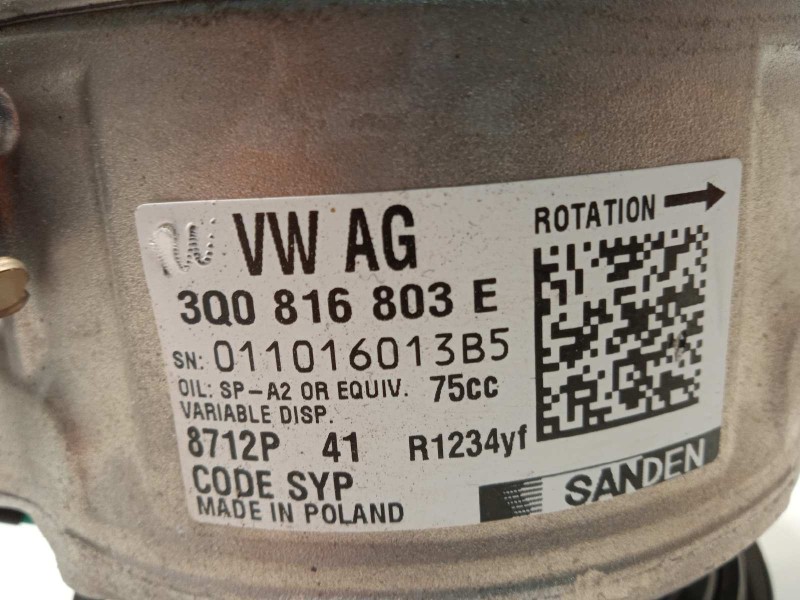 VW AG
ROTATION
3Q0 816 803 E
SN: 011016013B5
OIL: SP-A2 OR EQUIV. 75cc
VARIABLE DISP.
8712P 41 R1234yf
CODE SYP
SANDEN
MADE IN POLAND